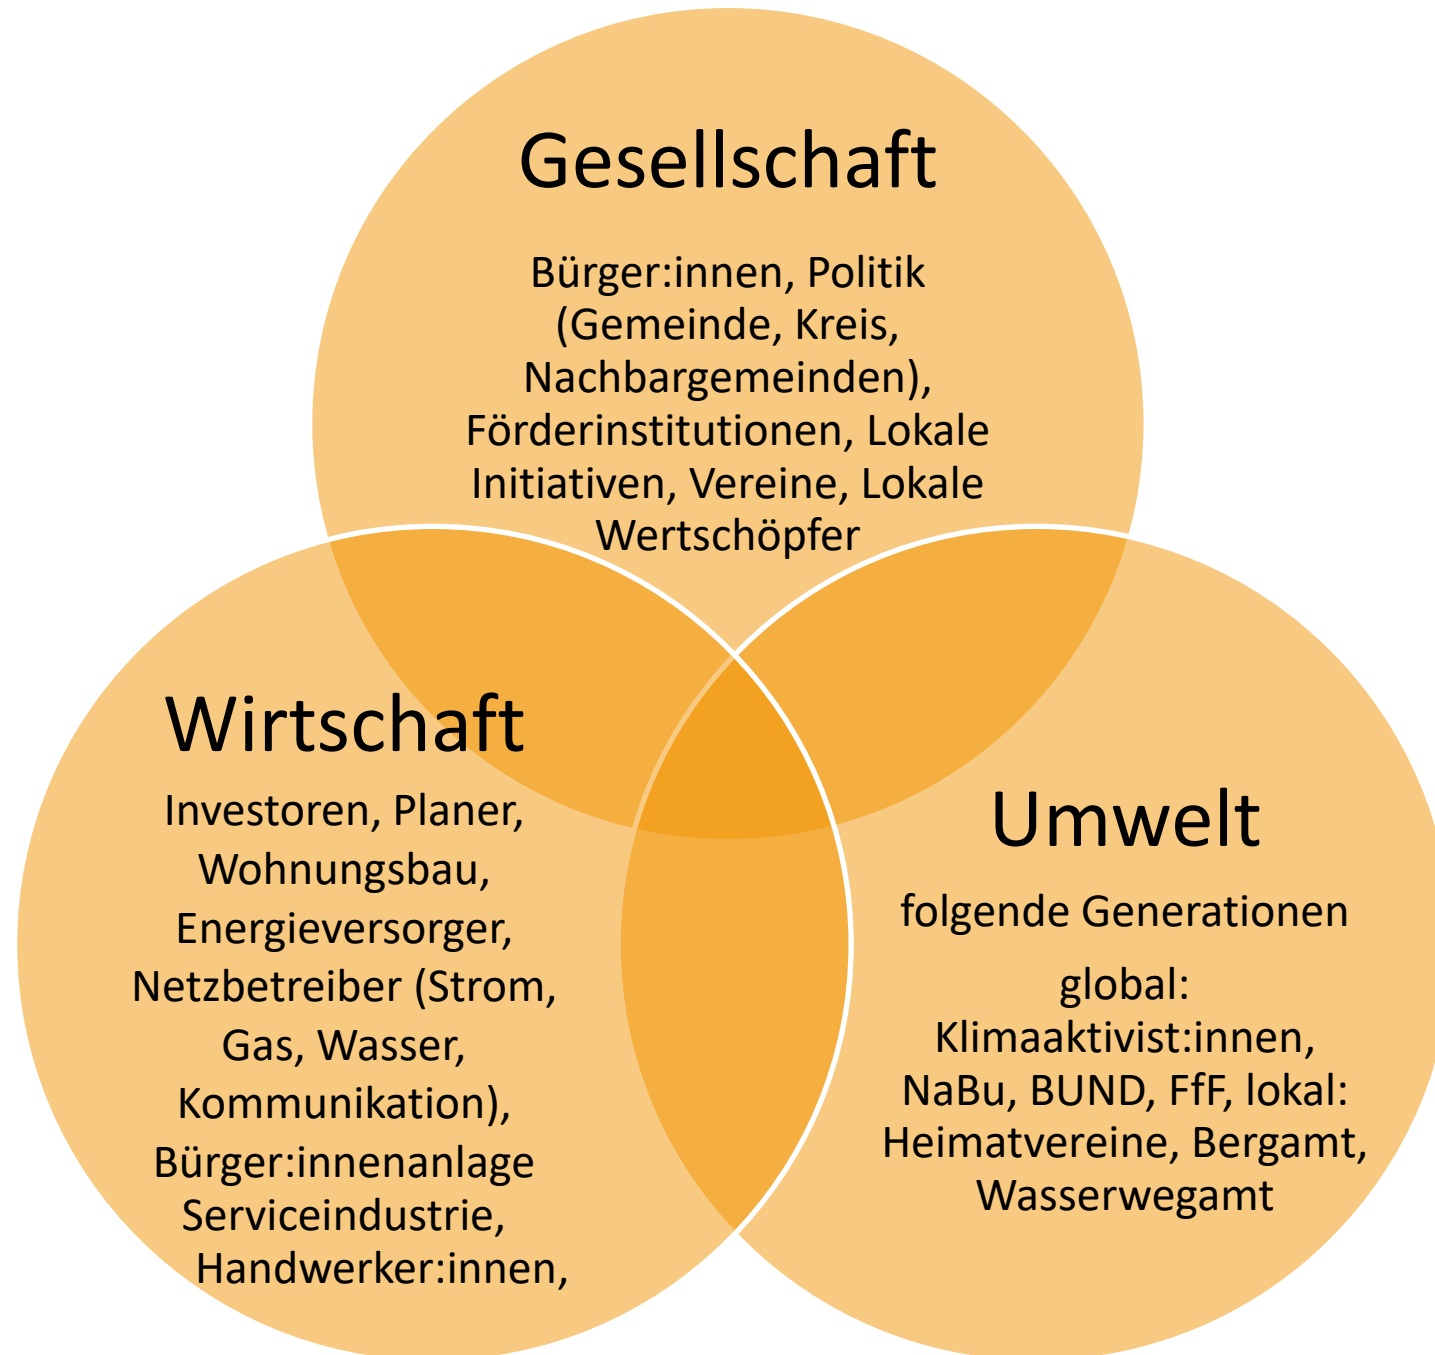 Gesellschaft
Bürger:innen, Politik
(Gemeinde, Kreis,
Nachbargemeinden),
Förderinstitutionen, Lokale
Initiativen, Vereine, Lokale
Wertschöpfer
Wirtschaft
Investoren, Planer,
Wohnungsbau,
Energieversorger,
Netzbetreiber (Strom,
Gas, Wasser,
Kommunikation),
Bürger:innenanlage
Serviceindustrie,
Handwerker:innen,
Umwelt
folgende Generationen
global:
Klimaaktivist:innen,
NaBu, BUND, FfF, lokal:
Heimatvereine, Bergamt,
Wasserwegamt